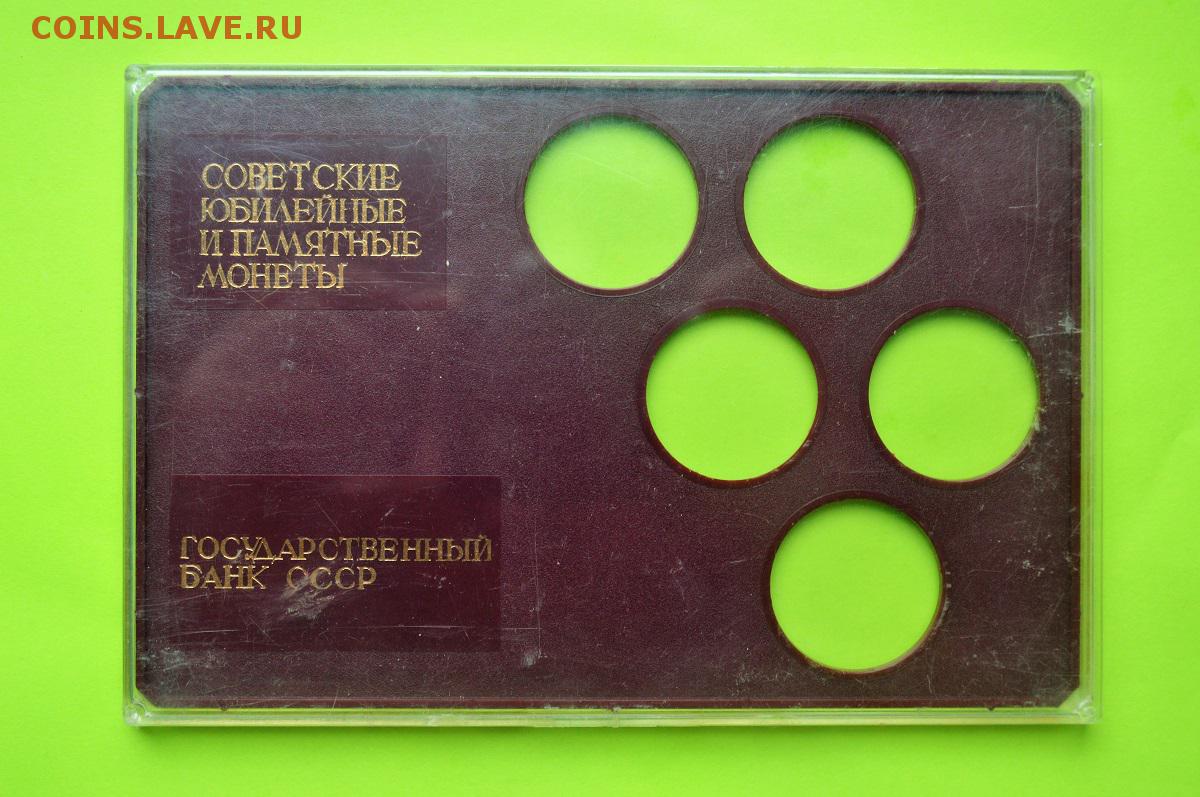 COINS.LAVE.RU
СОВЕТСКИЕ
ЮБИЛЕЙНЫЕ
И ПАМЯТНЫЕ
МОНЕТЫ
ГОСУДАРСТВЕННЫЙ
БАНК СССР